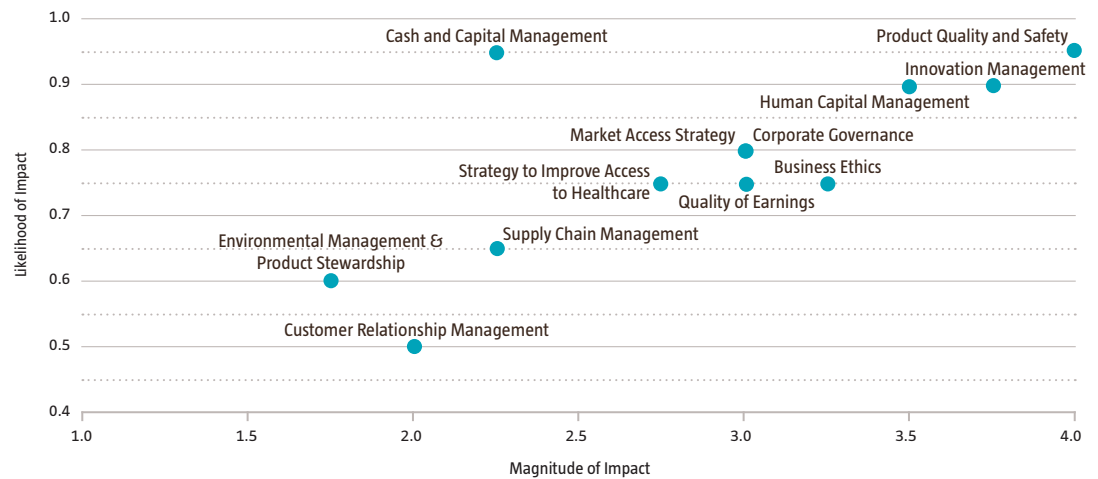 1.0
Cash and Capital Management
Product Quality and Safety
Innovation Management
0.9
Human Capital Management
Market Access Strategy
Corporate Governance
0.8
Business Ethics
Strategy to Improve Access
to Healthcare
Quality of Earnings
0.7
Supply Chain Management
Environmental Management &
Product Stewardship
0.6
Customer Relationship Management
0.5
0.4
Likelihood of Impact
1.0
1.5
2.0
2.5
3.0
3.5
4.0
Magnitude of Impact